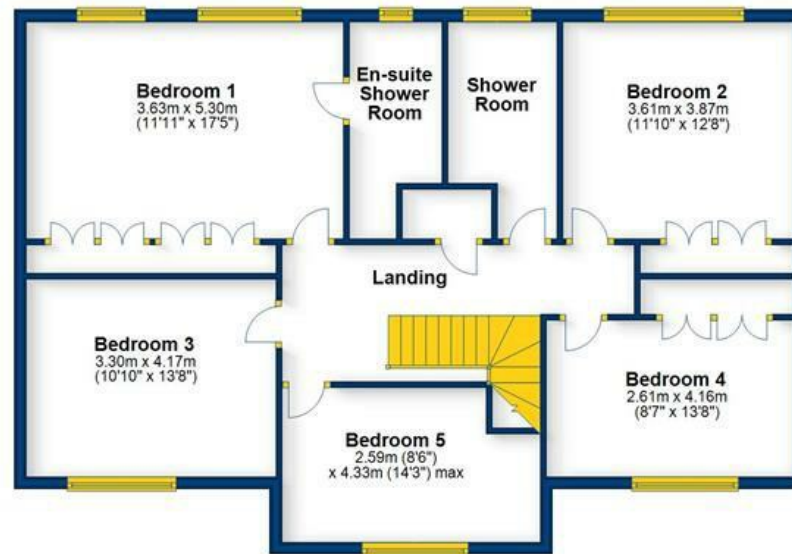 Bedroom 1
3.63m x 5.30m
(11'11" x 17'5")
En-suite
Shower
Room
Shower
Room
Bedroom 2
3.61m x 3.87m
(11'10" x 12'8")
Landing
Bedroom 3
3.30m x 4.17m
(10'10" x 13'8")
Bedroom 4
2.61m x 4.16m
(8'7" x 13'8")
Bedroom 5
2.59m (8'6")
x 4.33m (14'3") max